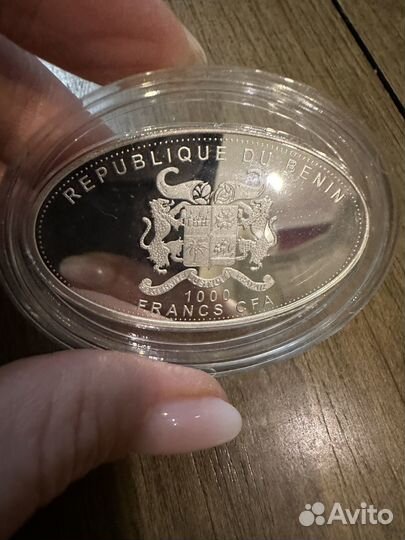 REPUBLIQUE DU BENIN
1000
FRANCS CFA
Avito